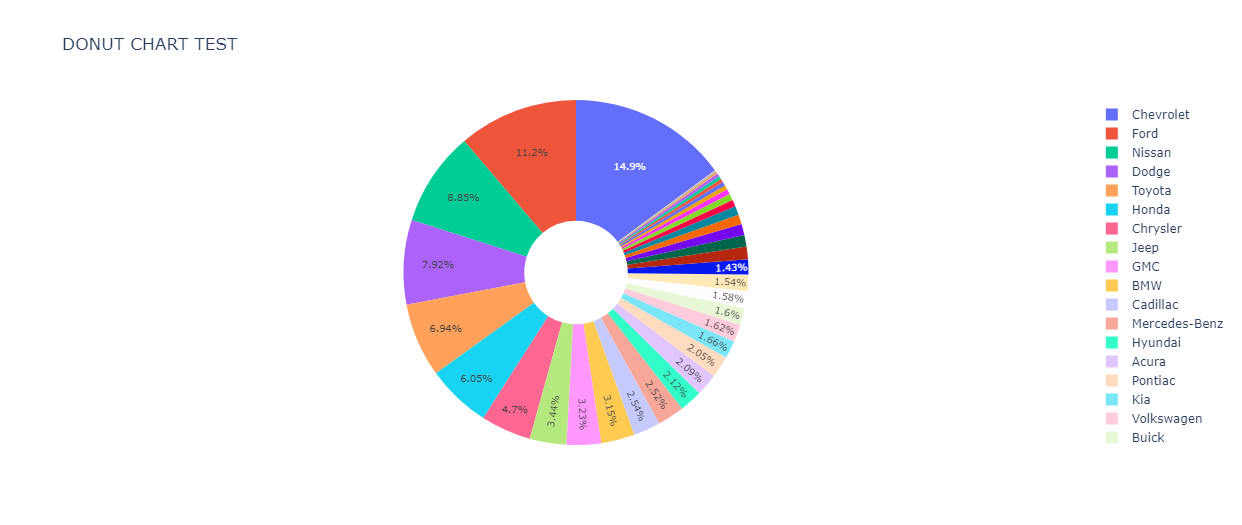 DONUT CHART TEST
14.9%
11.2%
8.85%
7.92%
6.94%
6.05%
4.7%
3.44%
3.23%
3.15%
2.54%
2.52%
2.12%
2.09%
2.05%
1.66%
1.62%
1.6%
1.58%
1.54%
1.43%
Chevrolet
Ford
Nissan
Dodge
Toyota
Honda
Chrysler
Jeep
GMC
BMW
Cadillac
Mercedes-Benz
Hyundai
Acura
Pontiac
Kia
Volkswagen
Buick